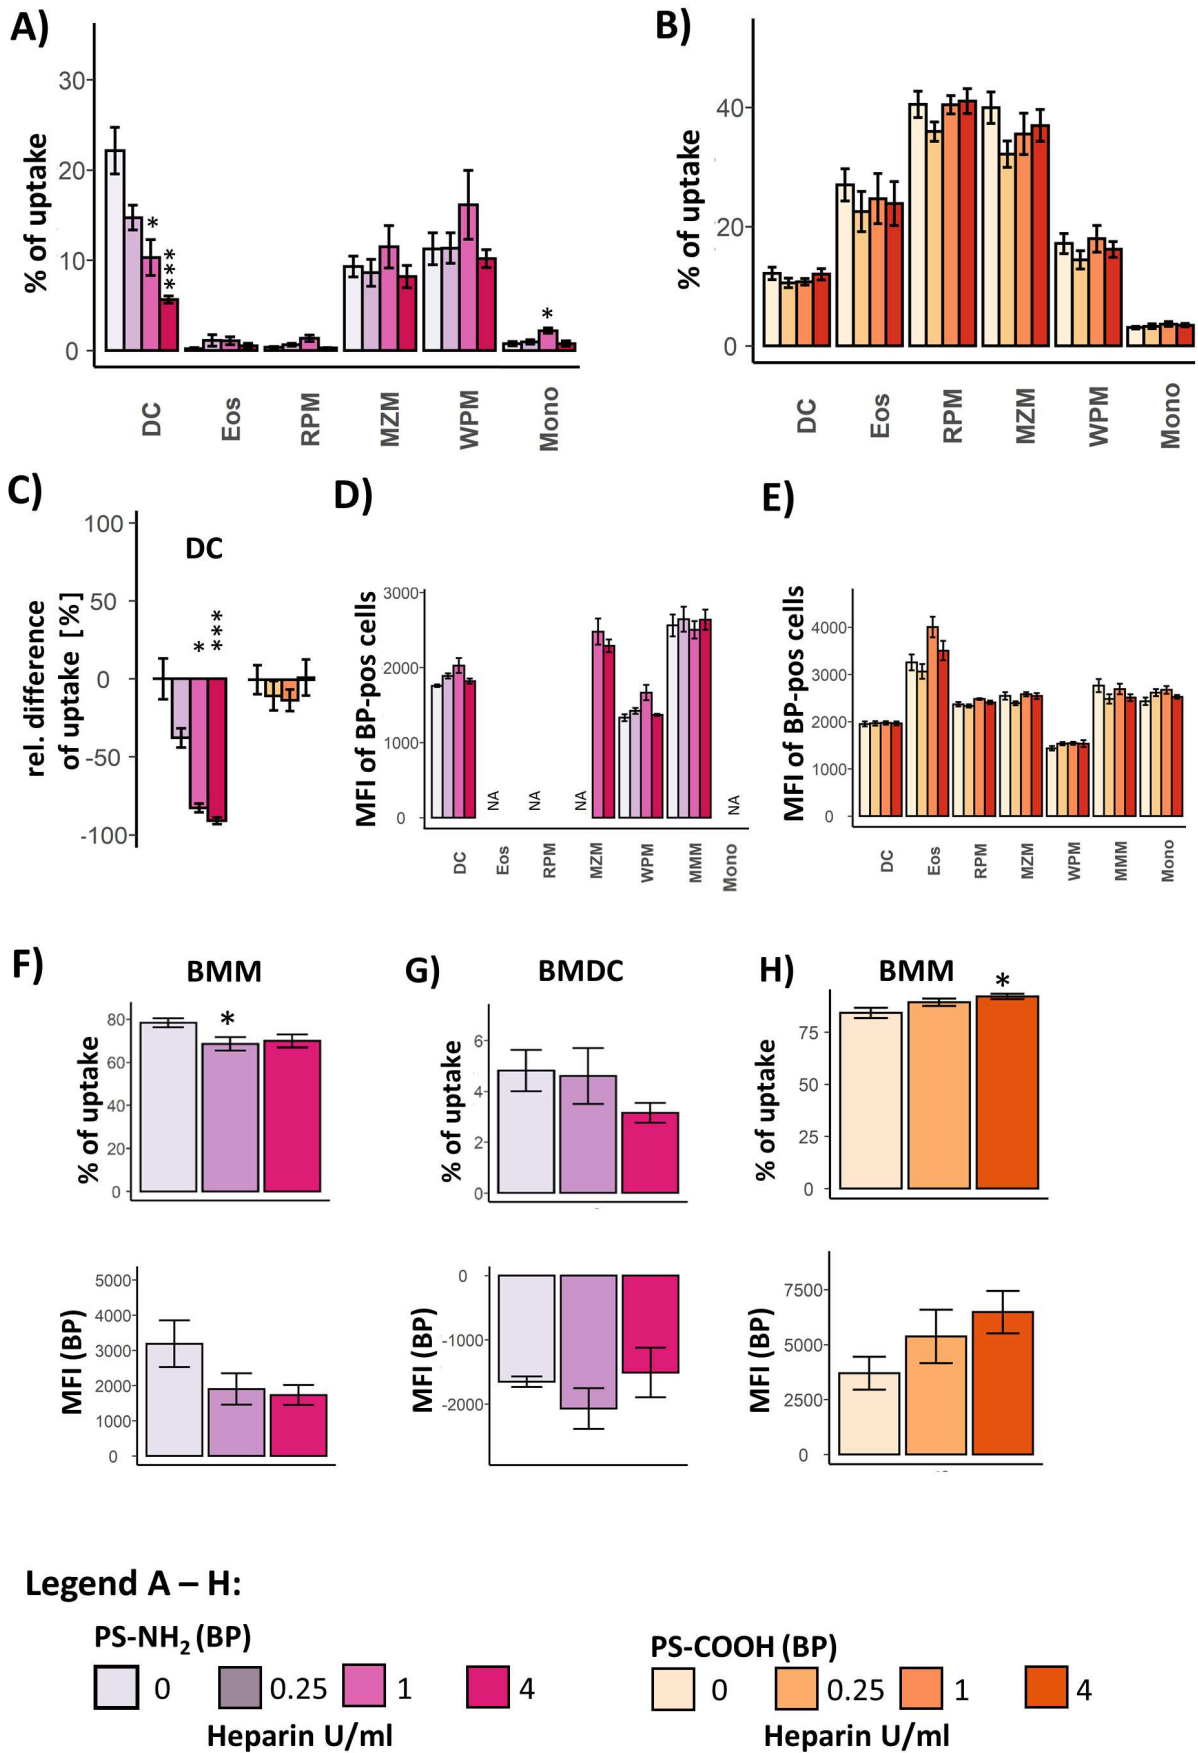 A)
% of uptake
30
20
10
0
*
***
*
DC
Eos
RPM
MZM
WPM
Mono
B)
% of uptake
40
20
0
DC
Eos
RPM
MZM
WPM
Mono
C)
rel. difference
of uptake [%]
100
50
0
-50
-100
DC
*
***
D)
MFI of BP-pos cells
3000
2000
1000
0
NA
NA
NA
NA
DC
Eos
RPM
MZM
WPM
MMM
Mono
E)
MFI of BP-pos cells
4000
3000
2000
1000
0
DC
Eos
RPM
MZM
WPM
MMM
Mono
F)
BMM
% of uptake
80
60
40
20
0
*
MFI (BP)
5000
4000
3000
2000
1000
0
G)
BMDC
% of uptake
6
4
2
0
MFI (BP)
0
-1000
-2000
H)
BMM
% of uptake
75
50
25
0
*
MFI (BP)
7500
5000
2500
0
Legend A – H:
PS-NH₂ (BP)
0 0.25 1 4
Heparin U/ml
PS-COOH (BP)
0 0.25 1 4
Heparin U/ml